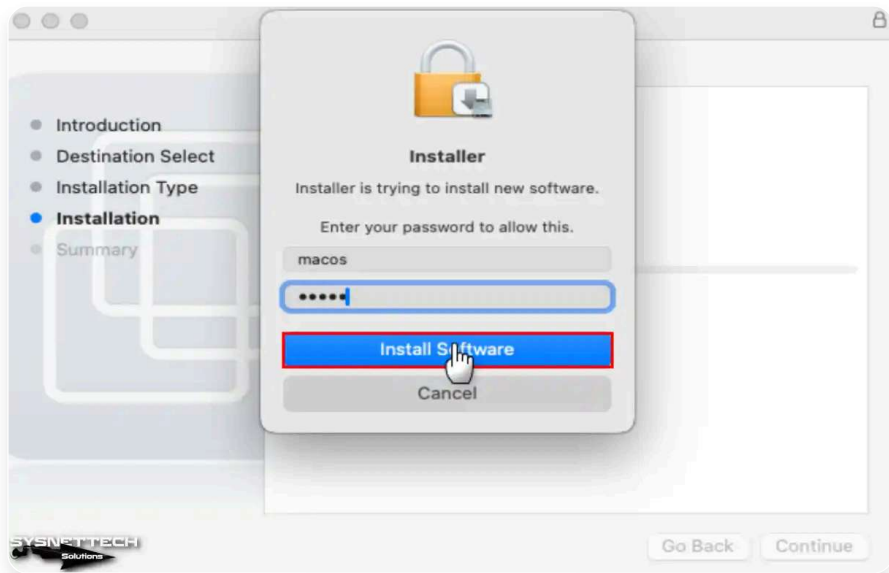 Introduction
Destination Select
Installation Type
Installation
Summary
Installer
Installer is trying to install new software.
Enter your password to allow this.
macos
•••••
Install Software
Cancel
Go Back
Continue
SYSNETTECH
Solutions